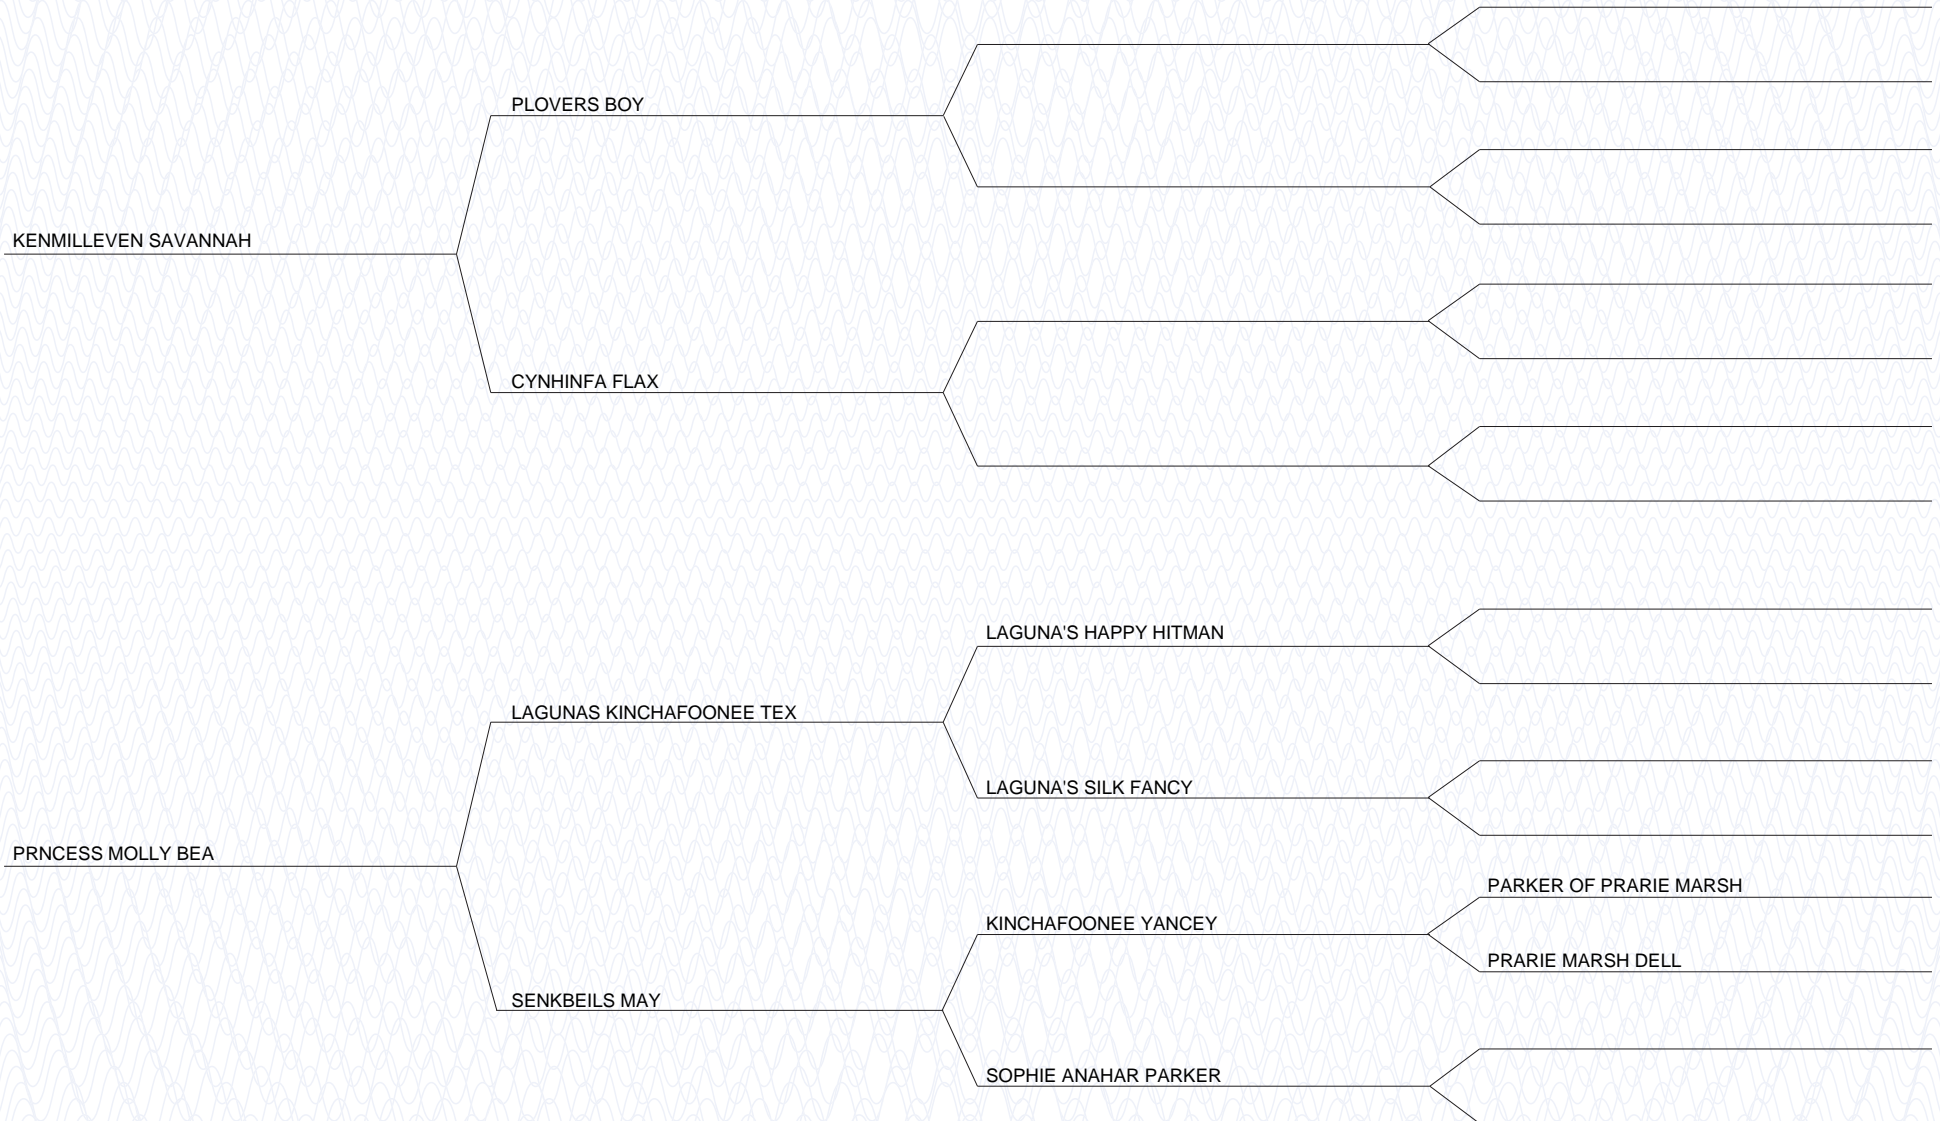 PLOVERS BOY
KENMILLEVEN SAVANNAH
CYNHINFA FLAX
LAGUNA'S HAPPY HITMAN
LAGUNAS KINCHAFOONEE TEX
LAGUNA'S SILK FANCY
PRNCESS MOLLY BEA
PARKER OF PRARIE MARSH
KINCHAFOONEE YANCEY
PRARIE MARSH DELL
SENKBEILS MAY
SOPHIE ANAHAR PARKER